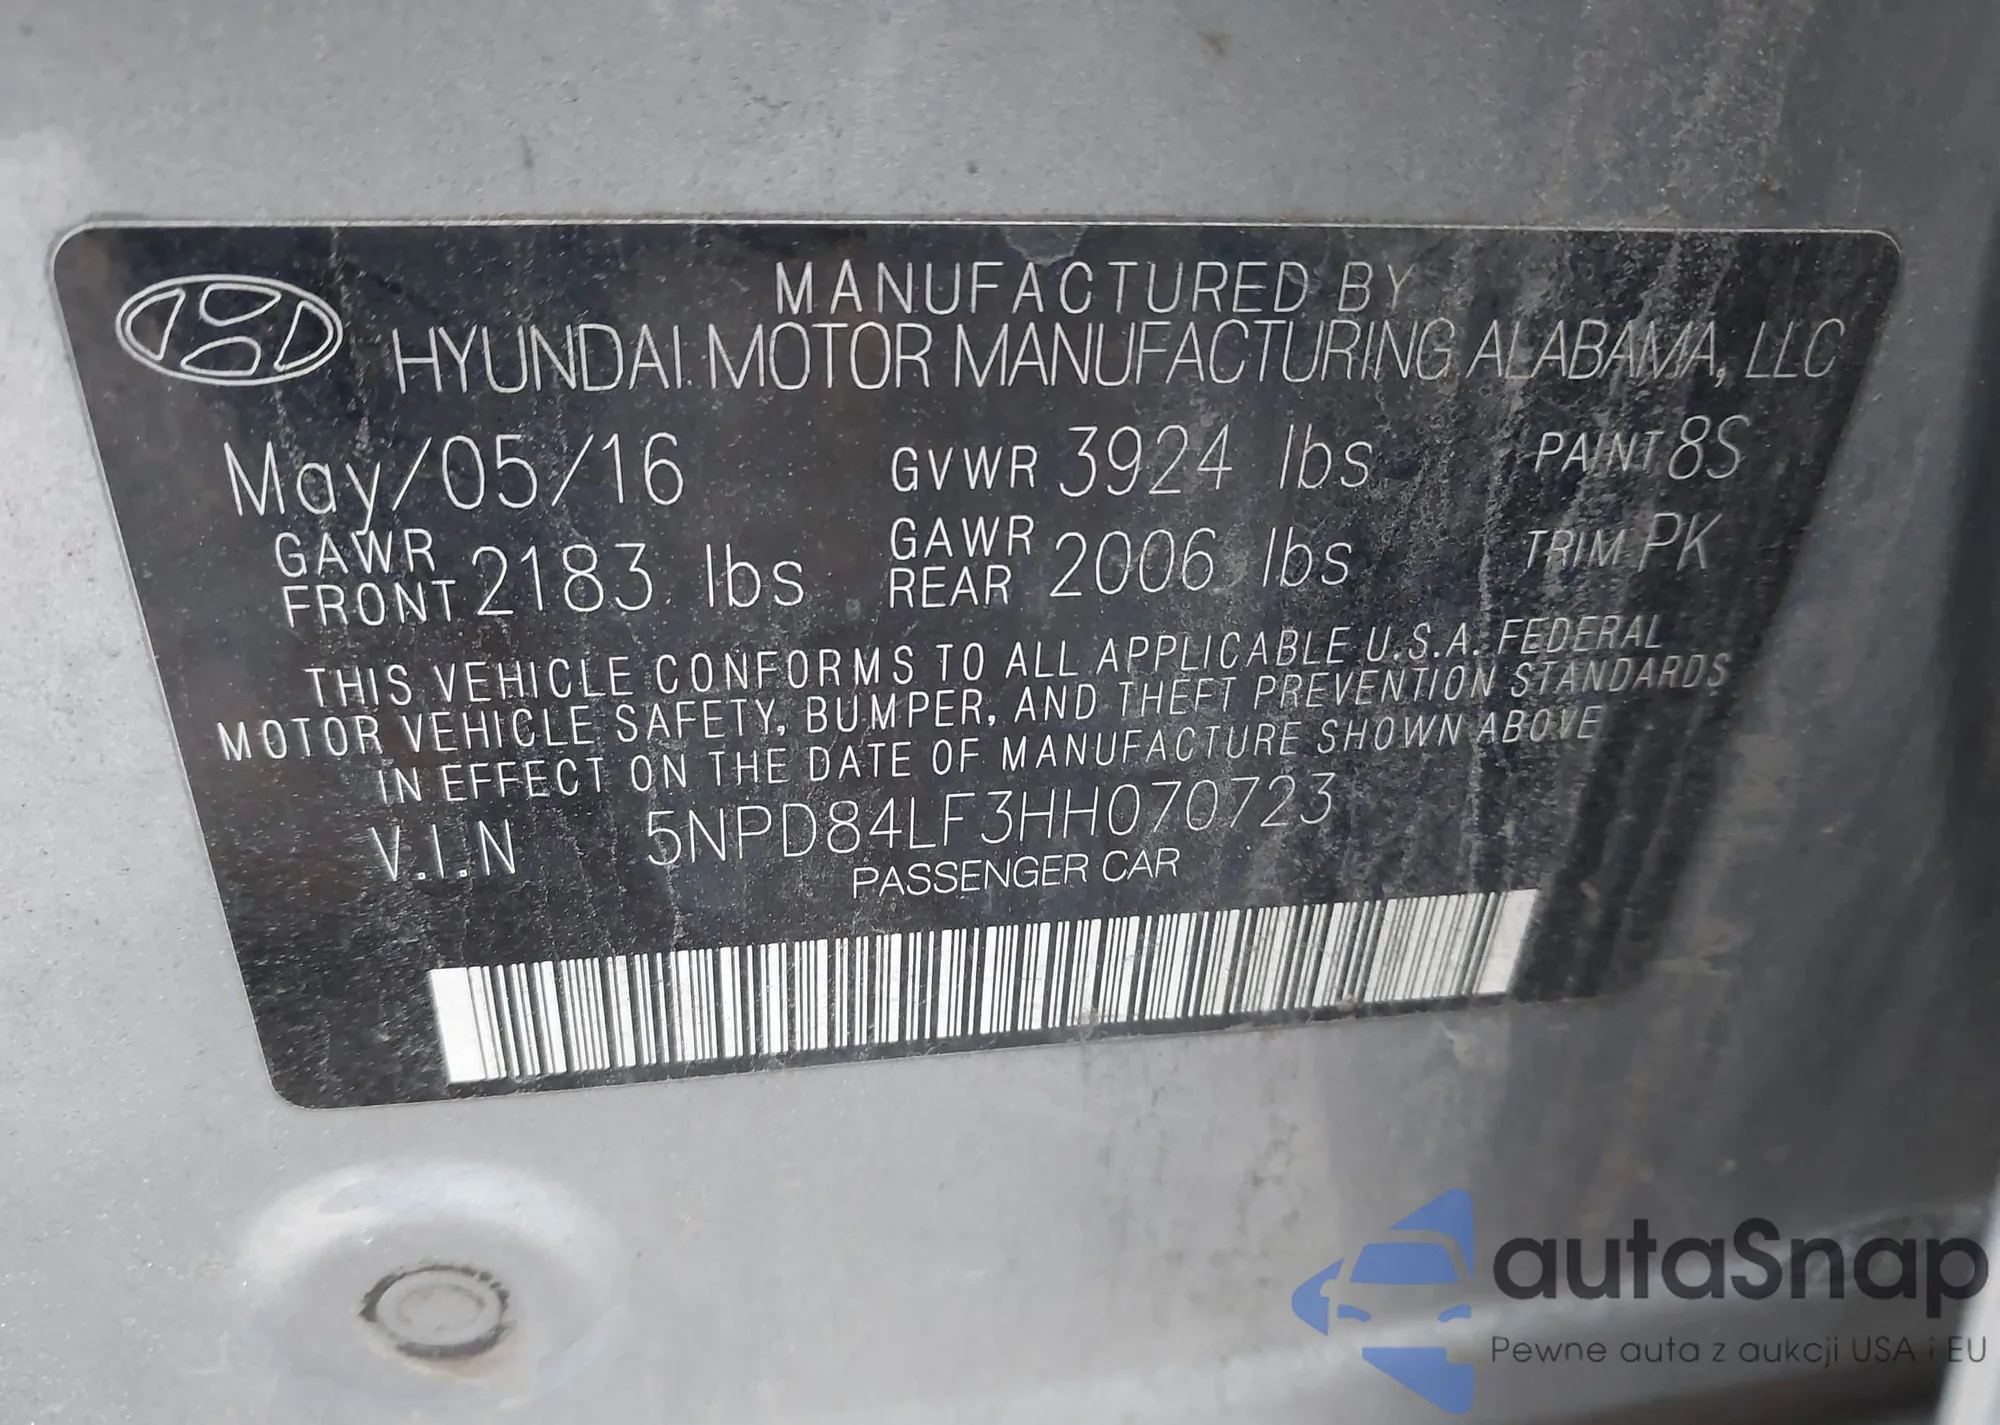 MANUFACTURED BY
HYUNDAI MOTOR MANUFACTURING ALABAMA, LLC
May/05/16 GVWR 3924 lbs PAINT 8S
GAWR FRONT 2183 lbs GAWR REAR 2006 lbs TRIM PK
THIS VEHICLE CONFORMS TO ALL APPLICABLE U.S.A. FEDERAL
MOTOR VEHICLE SAFETY, BUMPER, AND THEFT PREVENTION STANDARDS
IN EFFECT ON THE DATE OF MANUFACTURE SHOWN ABOVE
V.I.N 5NPD84LF3HH070723
PASSENGER CAR
autaSnap
Pewne auta z aukcji USA i EU